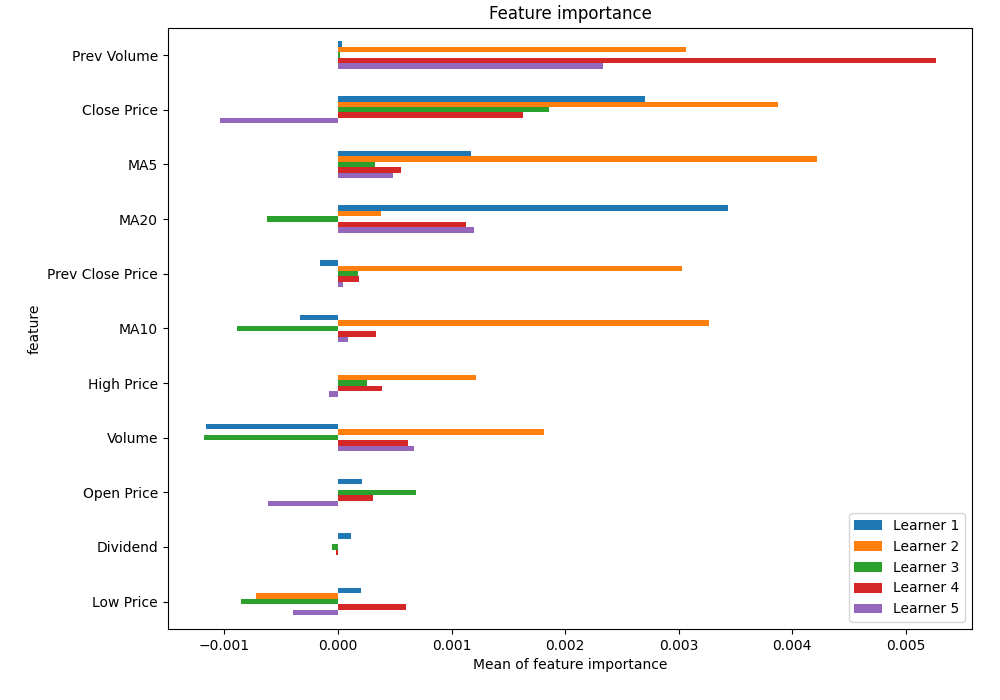 Feature importance
Prev Volume
Close Price
MA5
MA20
Prev Close Price
MA10
High Price
Volume
Open Price
Dividend
Low Price
feature
Learner 1
Learner 2
Learner 3
Learner 4
Learner 5
−0.001 0.000 0.001 0.002 0.003 0.004 0.005
Mean of feature importance